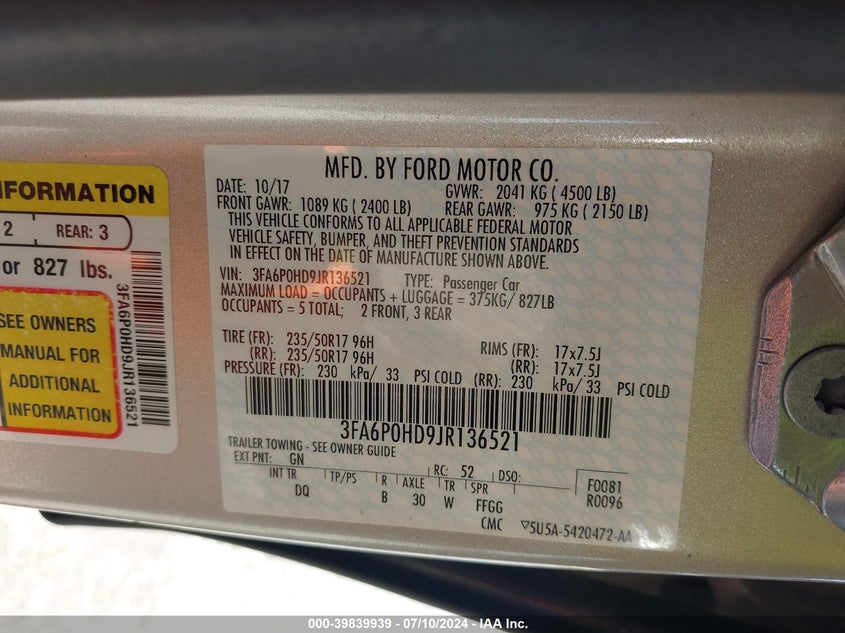 NFORMATION
2 REAR: 3
or 827 lbs.
SEE OWNERS
MANUAL FOR
ADDITIONAL
INFORMATION
3FA6P0HD9JR136521
MFD. BY FORD MOTOR CO.
DATE: 10/17 GVWR: 2041 KG ( 4500 LB)
FRONT GAWR: 1089 KG ( 2400 LB) REAR GAWR: 975 KG ( 2150 LB)
THIS VEHICLE CONFORMS TO ALL APPLICABLE FEDERAL MOTOR
VEHICLE SAFETY, BUMPER, AND THEFT PREVENTION STANDARDS
IN EFFECT ON THE DATE OF MANUFACTURE SHOWN ABOVE.
VIN: 3FA6P0HD9JR136521 TYPE: Passenger Car
MAXIMUM LOAD = OCCUPANTS + LUGGAGE = 375KG/ 827LB
OCCUPANTS = 5 TOTAL; 2 FRONT, 3 REAR
TIRE (FR): 235/50R17 96H RIMS (FR): 17x7.5J
(RR): 235/50R17 96H (RR): 17x7.5J
PRESSURE (FR): 230 kPa/ 33 PSI COLD (RR): 230 kPa/ 33 PSI COLD
3FA6P0HD9JR136521
TRAILER TOWING - SEE OWNER GUIDE
EXT PNT: GN RC: 52 DSO:
INT TR TP/PS R AXLE TR SPR F0081
DQ B 30 W FFGG R0096
CMC ▽5U5A-5420472-AA
000-39839939 / 07/10/2024 - IAA Inc.